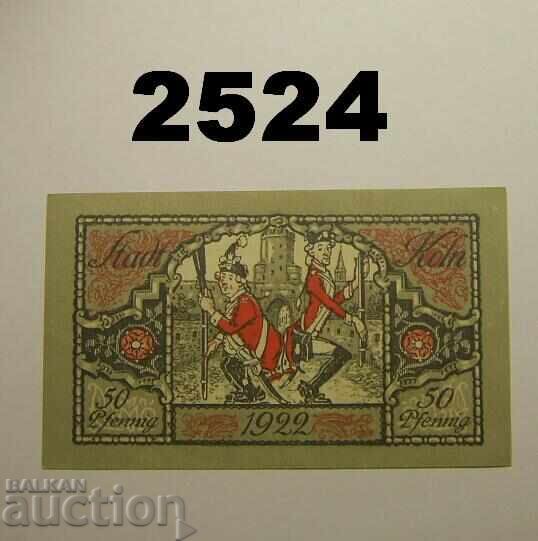 2524
Stadt Köln
50 Pfennig 1922 50 Pfennig
BALKAN
auction